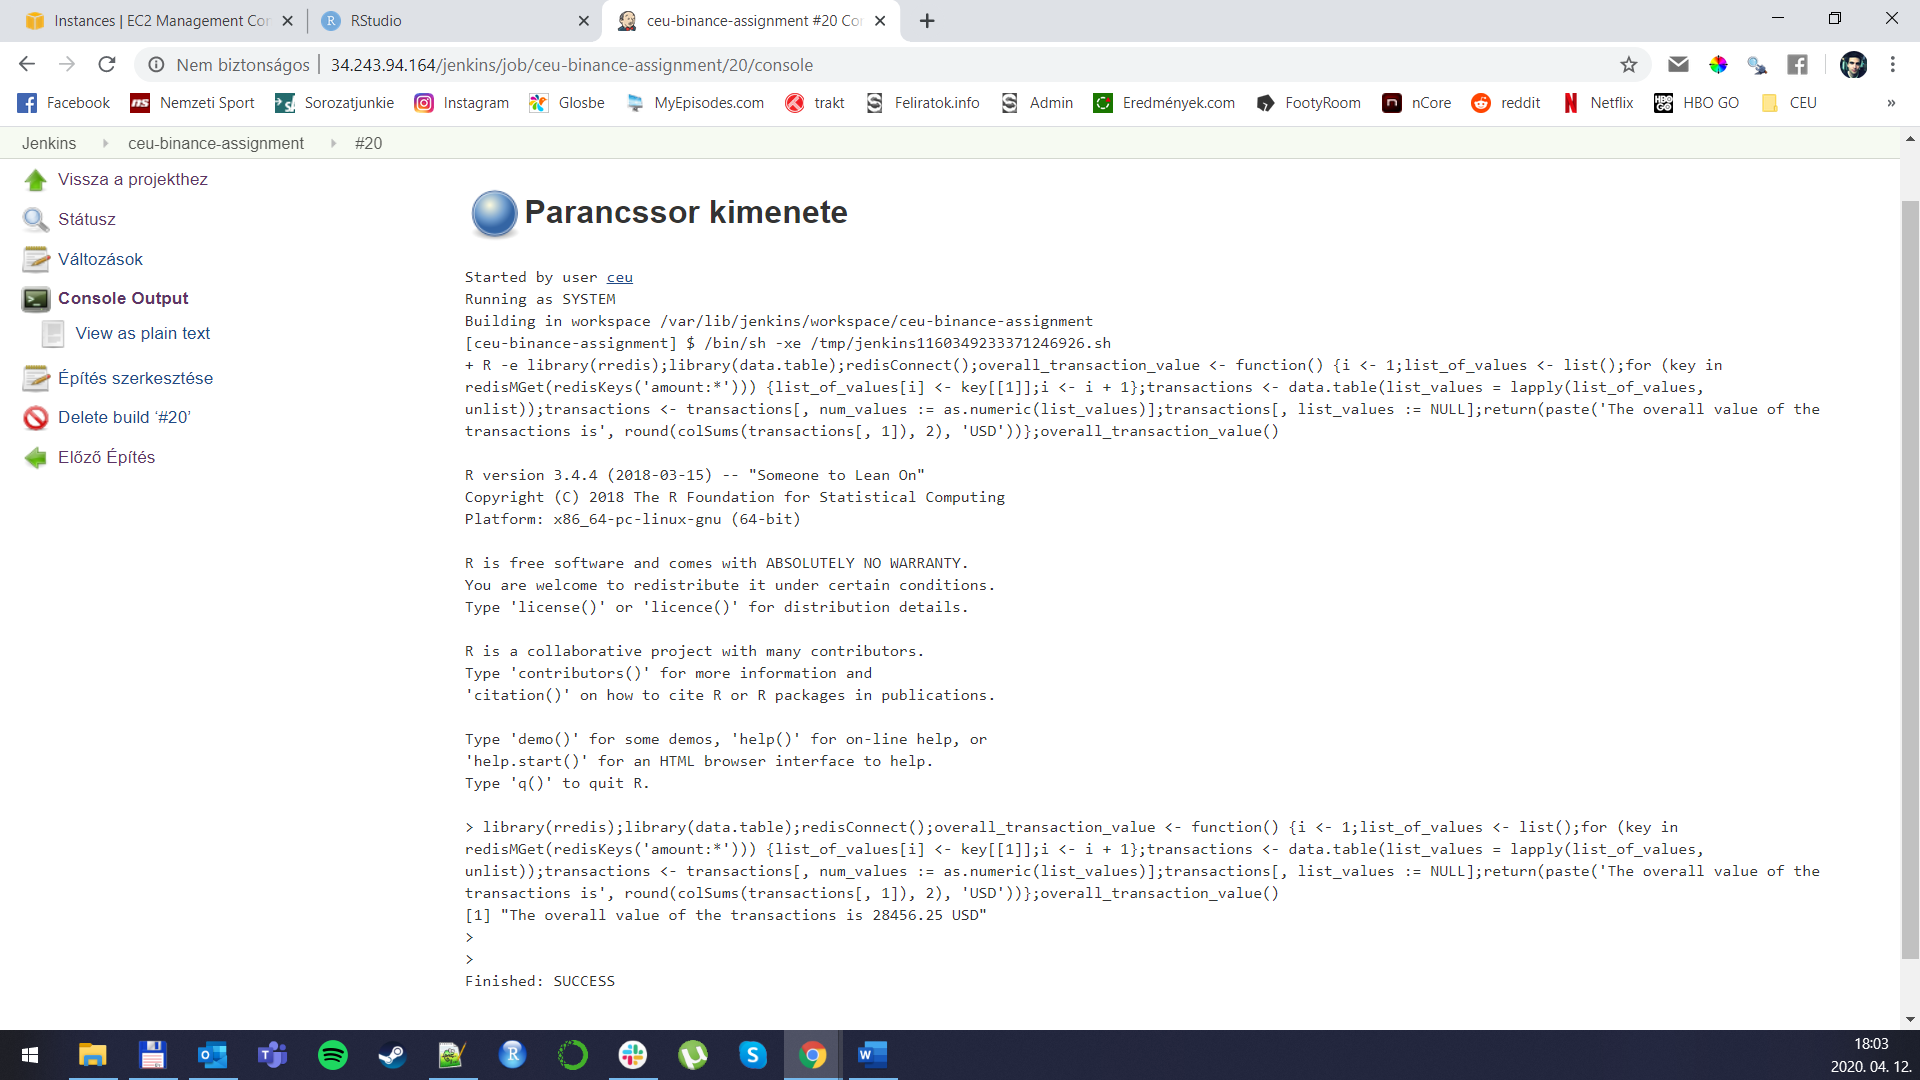 Instances | EC2 Management Con
RStudio
ceu-binance-assignment #20 Con
Nem biztonságos
34.243.94.164/jenkins/job/ceu-binance-assignment/20/console
Facebook
Nemzeti Sport
Sorozatjunkie
Instagram
Glosbe
MyEpisodes.com
trakt
Feliratok.info
Admin
Eredmények.com
FootyRoom
nCore
reddit
Netflix
HBO GO
CEU
»
Jenkins
ceu-binance-assignment
#20
Vissza a projekthez
Státusz
Változások
Console Output
View as plain text
Építés szerkesztése
Delete build ‘#20’
Előző Építés
Parancssor kimenete
Started by user ceu
Running as SYSTEM
Building in workspace /var/lib/jenkins/workspace/ceu-binance-assignment
[ceu-binance-assignment] $ /bin/sh -xe /tmp/jenkins1160349233371246926.sh
+ R -e library(rredis);library(data.table);redisConnect();overall_transaction_value <- function() {i <- 1;list_of_values <- list();for (key in
redisMGet(redisKeys('amount:*'))) {list_of_values[i] <- key[[1]];i <- i + 1};transactions <- data.table(list_values = lapply(list_of_values,
unlist));transactions <- transactions[, num_values := as.numeric(list_values)];transactions[, list_values := NULL];return(paste('The overall value of the
transactions is', round(colSums(transactions[, 1]), 2), 'USD'))};overall_transaction_value()
R version 3.4.4 (2018-03-15) -- "Someone to Lean On"
Copyright (C) 2018 The R Foundation for Statistical Computing
Platform: x86_64-pc-linux-gnu (64-bit)
R is free software and comes with ABSOLUTELY NO WARRANTY.
You are welcome to redistribute it under certain conditions.
Type 'license()' or 'licence()' for distribution details.
R is a collaborative project with many contributors.
Type 'contributors()' for more information and
'citation()' on how to cite R or R packages in publications.
Type 'demo()' for some demos, 'help()' for on-line help, or
'help.start()' for an HTML browser interface to help.
Type 'q()' to quit R.
> library(rredis);library(data.table);redisConnect();overall_transaction_value <- function() {i <- 1;list_of_values <- list();for (key in
redisMGet(redisKeys('amount:*'))) {list_of_values[i] <- key[[1]];i <- i + 1};transactions <- data.table(list_values = lapply(list_of_values,
unlist));transactions <- transactions[, num_values := as.numeric(list_values)];transactions[, list_values := NULL];return(paste('The overall value of the
transactions is', round(colSums(transactions[, 1]), 2), 'USD'))};overall_transaction_value()
[1] "The overall value of the transactions is 28456.25 USD"
>
>
Finished: SUCCESS
18:03
2020. 04. 12.